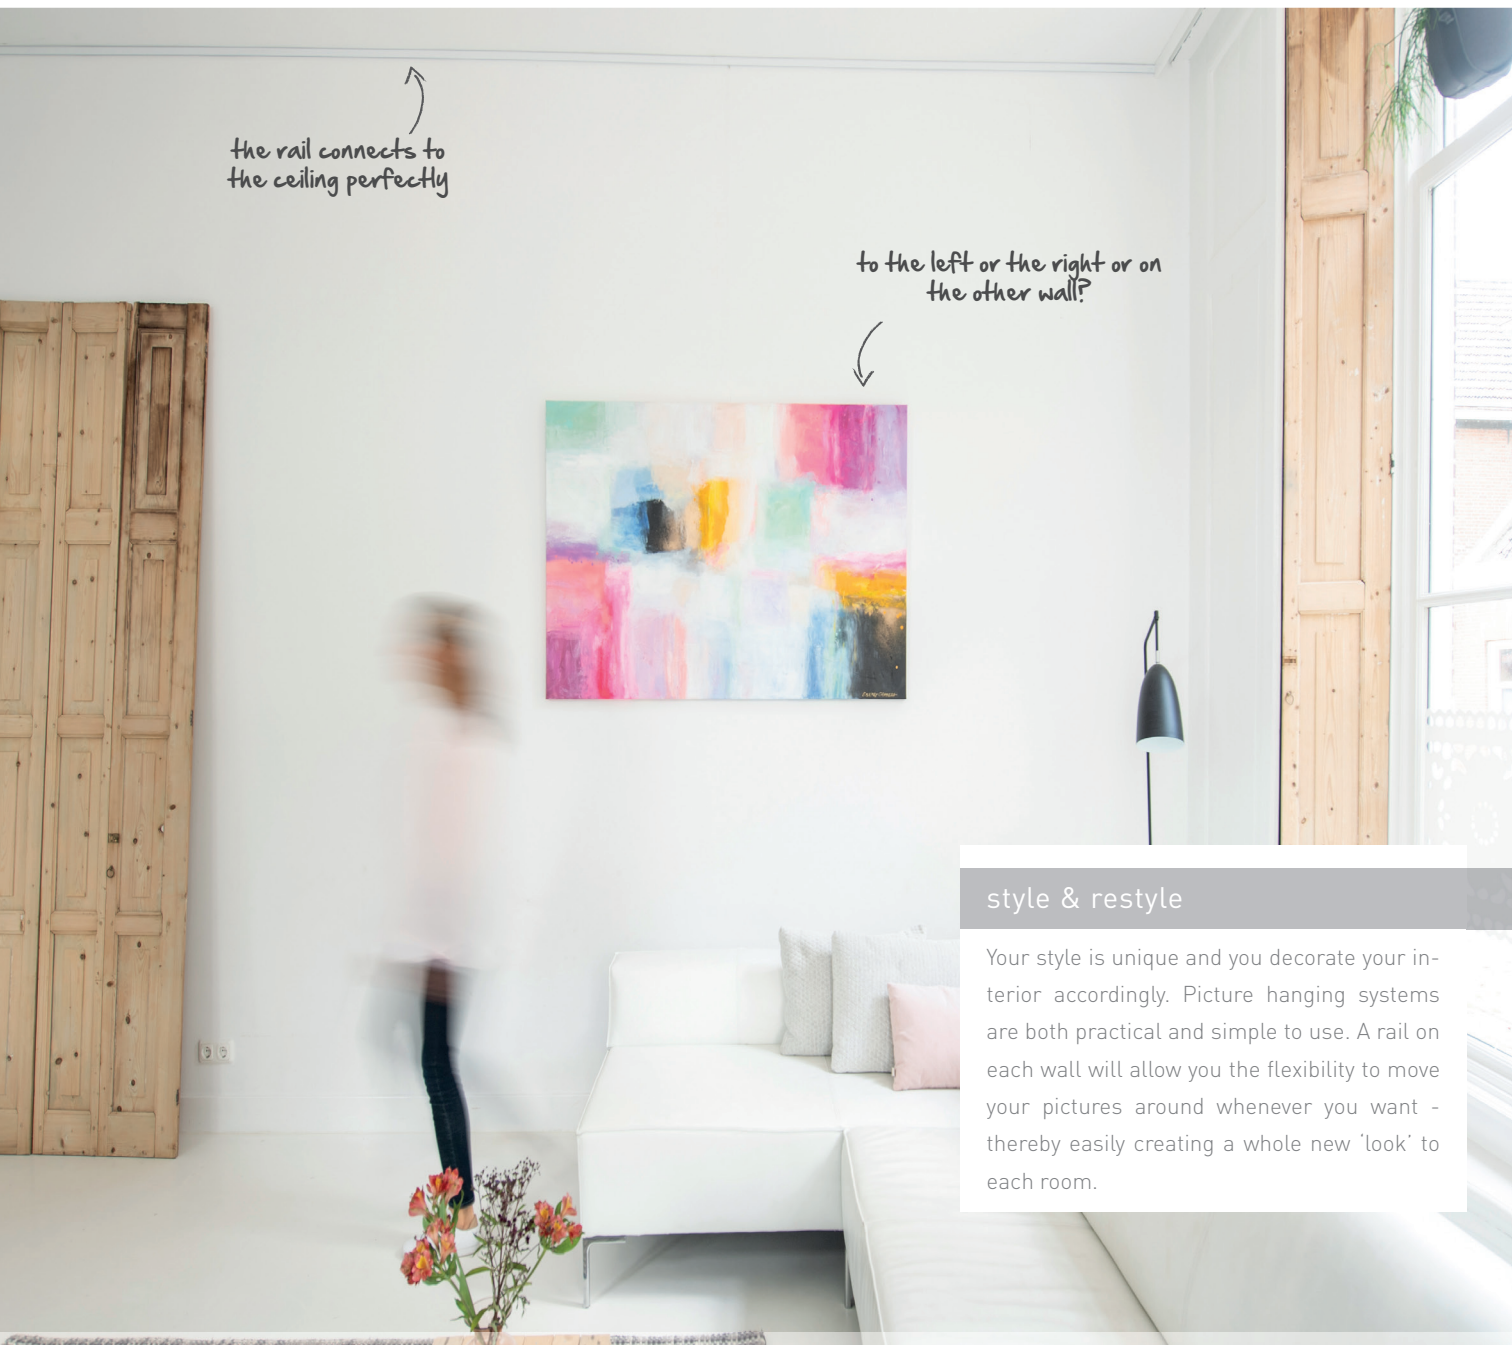 the rail connects to
the ceiling perfectly
to the left or the right or on
the other wall?
style & restyle
Your style is unique and you decorate your in-
terior accordingly. Picture hanging systems
are both practical and simple to use. A rail on
each wall will allow you the flexibility to move
your pictures around whenever you want -
thereby easily creating a whole new ‘look’ to
each room.